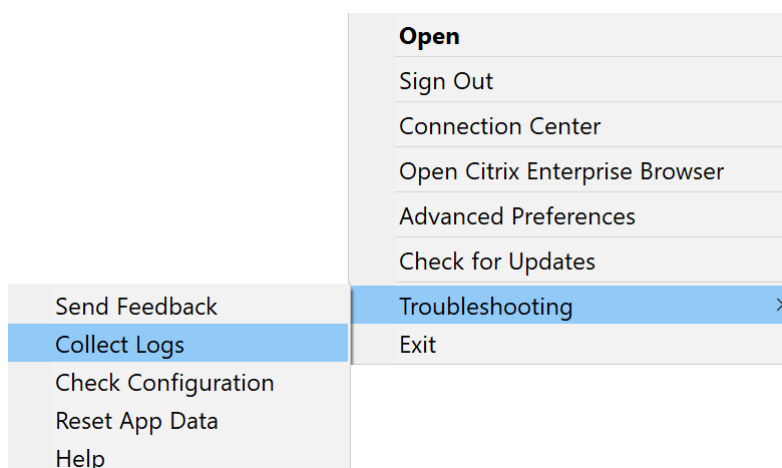 Open
Sign Out
Connection Center
Open Citrix Enterprise Browser
Advanced Preferences
Check for Updates
Troubleshooting
Exit
Send Feedback
Collect Logs
Check Configuration
Reset App Data
Help